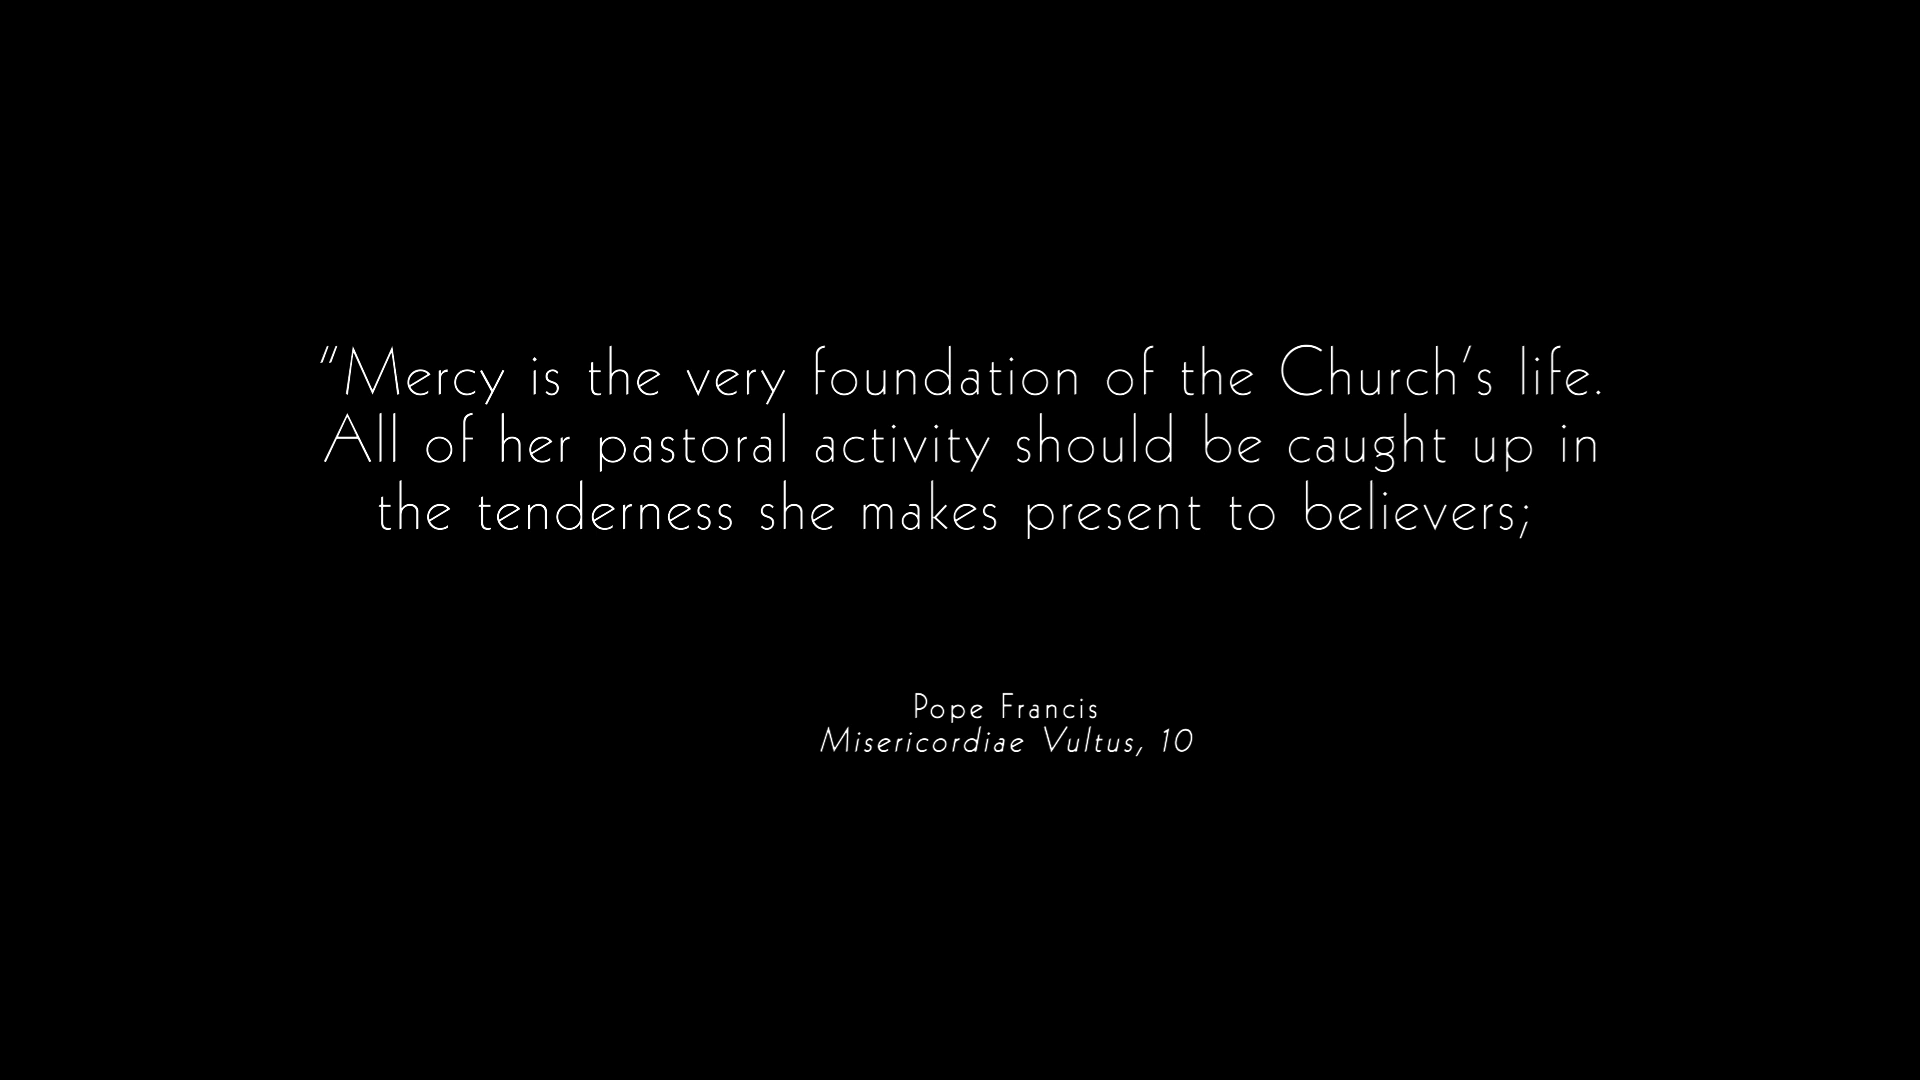 “Mercy is the very foundation of the Church’s life.
All of her pastoral activity should be caught up in
the tenderness she makes present to believers;
Pope Francis
Misericordiae Vultus, 10